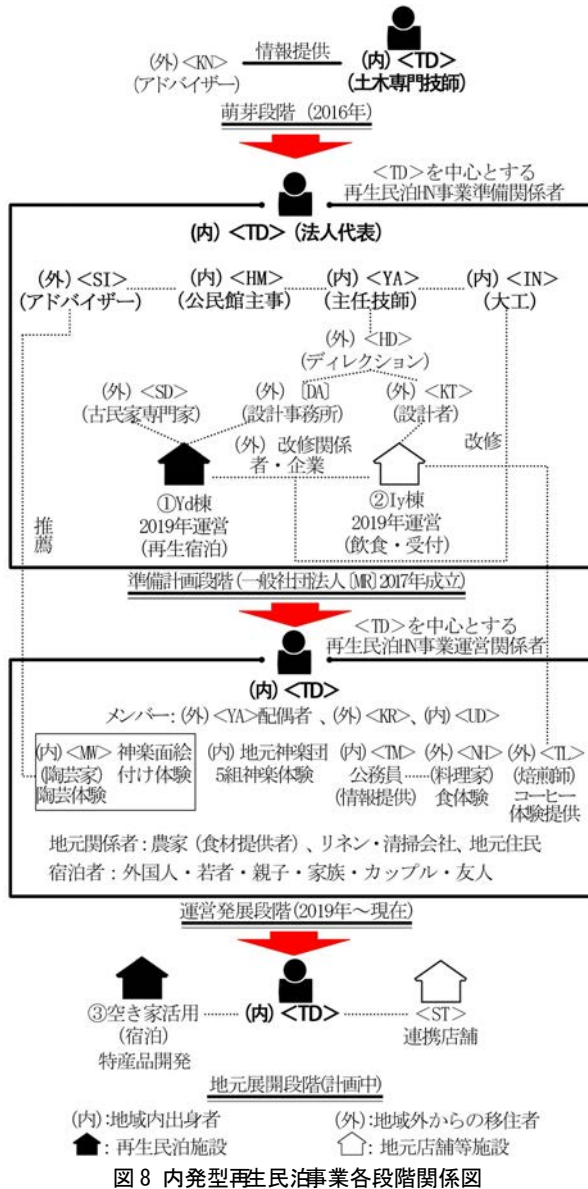 (外)<KN>
(アドバイザー)
情報提供
(内)<TD>
(土木専門技師)
萌芽段階 (2016年)
<TD>を中心とする
再生民泊HN事業準備関係者
(内)<TD>(法人代表)
(外)<SI>
(アドバイザー)
(内)<HM>
(公民館主事)
(内)<YA>
(主任技師)
(内)<IN>
(大工)
(外)<HD>
(ディレクション)
(外)<SD>
(古民家専門家)
(外)[DA]
(設計事務所)
(外)<KT>
(設計者)
(外)改修関係
者・企業
改修
①Yd棟
2019年運営
(再生宿泊)
②Iy棟
2019年運営
(飲食・受付)
推薦
準備計画段階(一般社団法人[MR]2017年成立)
<TD>を中心とする
再生民泊HN事業運営関係者
(内)<TD>
メンバー:(外)<YA>配偶者、(外)<KR>、(内)<UD>
(内)<MW>
(陶芸家)
陶芸体験
神楽面絵
付け体験
(内)地元神楽団
5組神楽体験
(内)<TM>
公務員
(情報提供)
(外)<NH>
(料理家)
食体験
(外)<TL>
(焙煎師)
コーヒー
体験提供
地元関係者:農家(食材提供者)、リネン・清掃会社、地元住民
宿泊者:外国人・若者・親子・家族・カップル・友人
運営発展段階(2019年～現在)
③空き家活用
(宿泊)
特産品開発
(内)<TD>
<ST>
連携店舗
地元展開段階(計画中)
(内):地域内出身者
(外):地域外からの移住者
:再生民泊施設
:地元店舗等施設
図8 内発型再生民泊事業各段階関係図